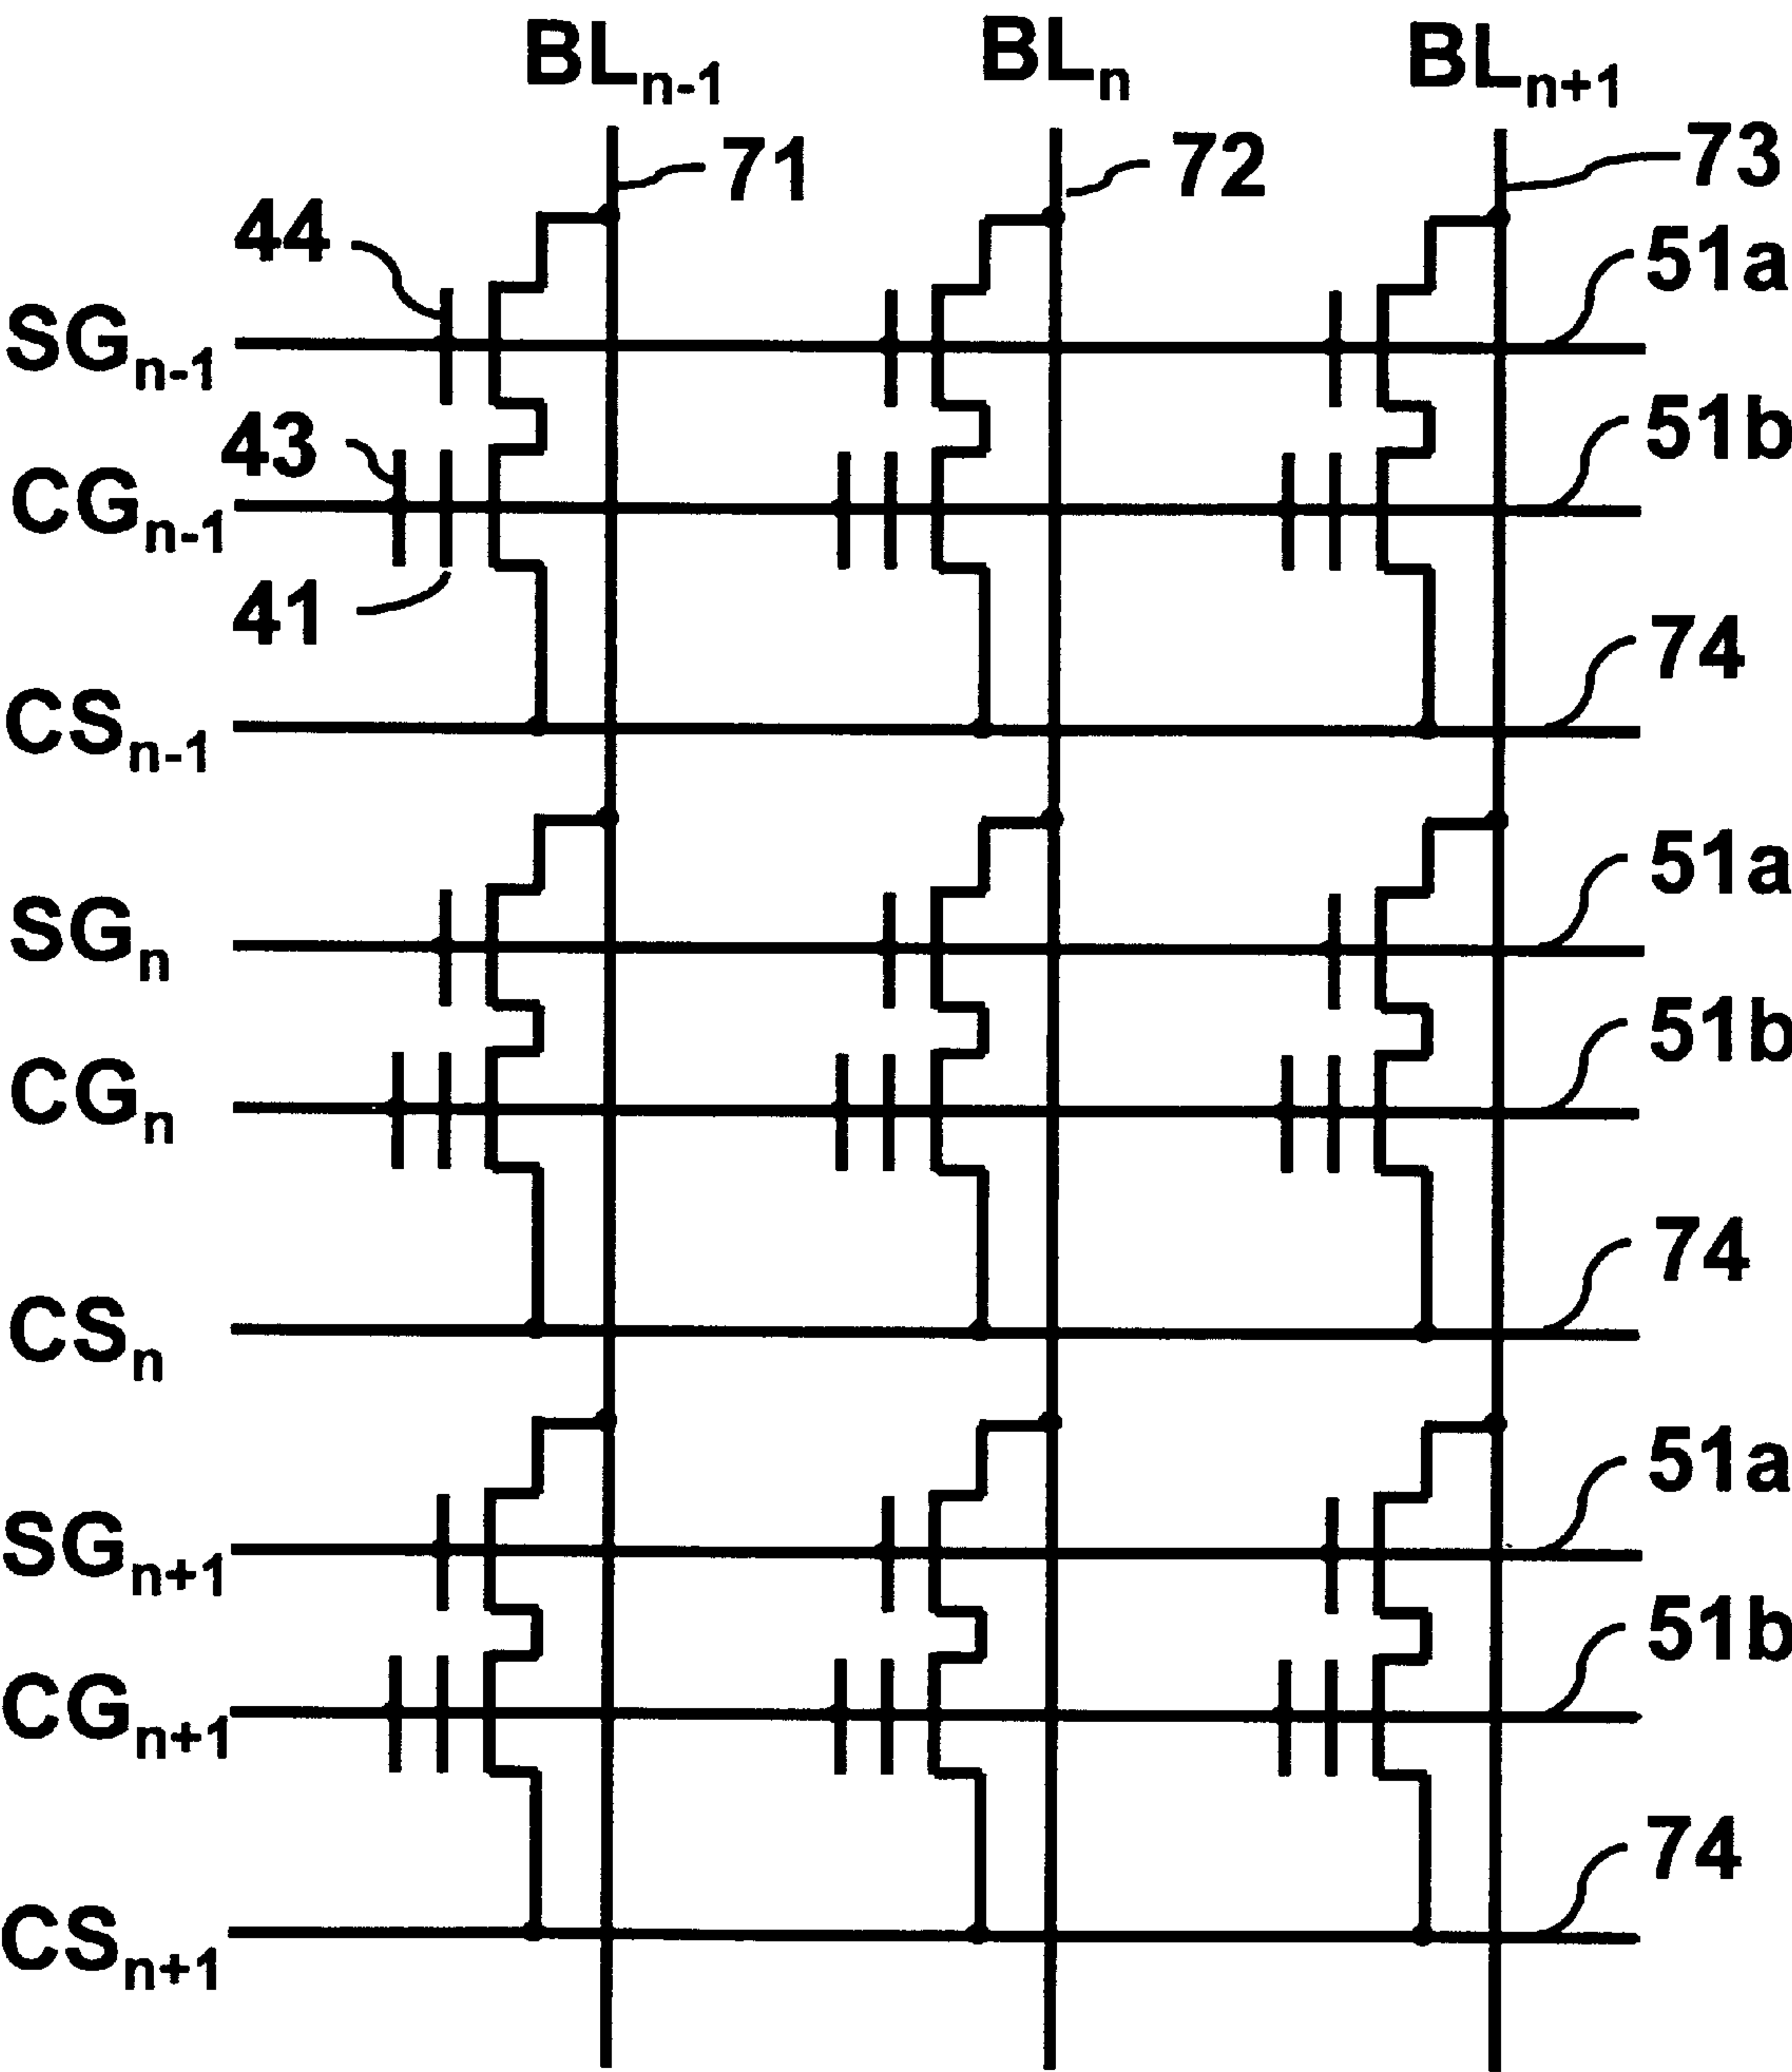 BLn-1 BLn BLn+1
71 72 73
44 51a
SGn-1
43 51b
CGn-1
41 74
CSn-1
51a
SGn
51b
CGn
74
CSn
51a
SGn+1
51b
CGn+1
74
CSn+1